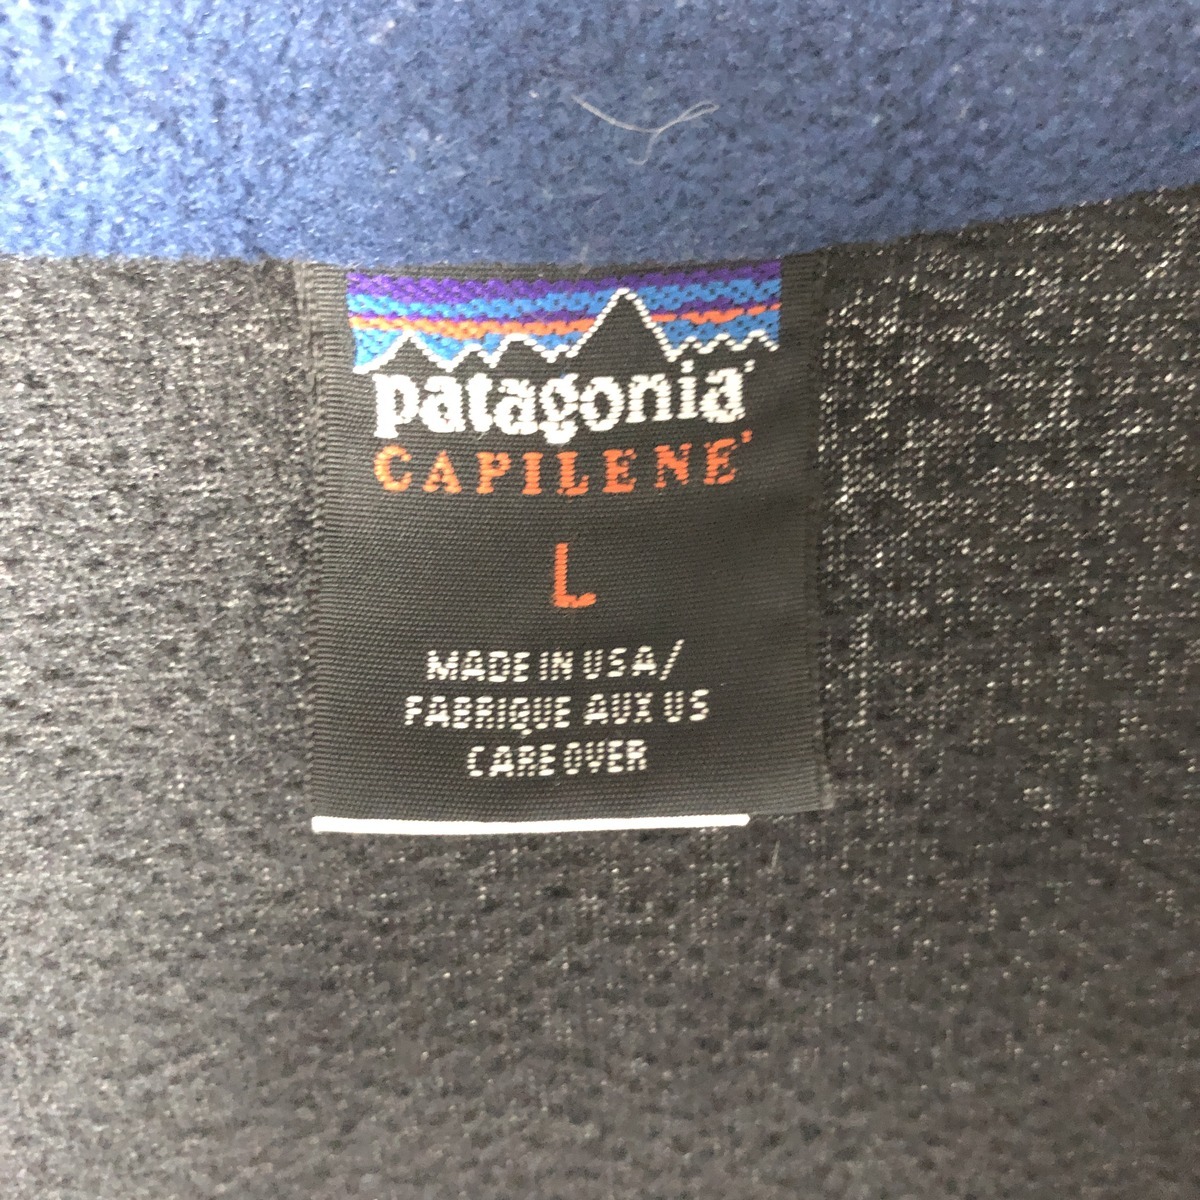 patagonia®
CAPILENE®
L
MADE IN USA/
FABRIQUE AUX US
CARE OVER